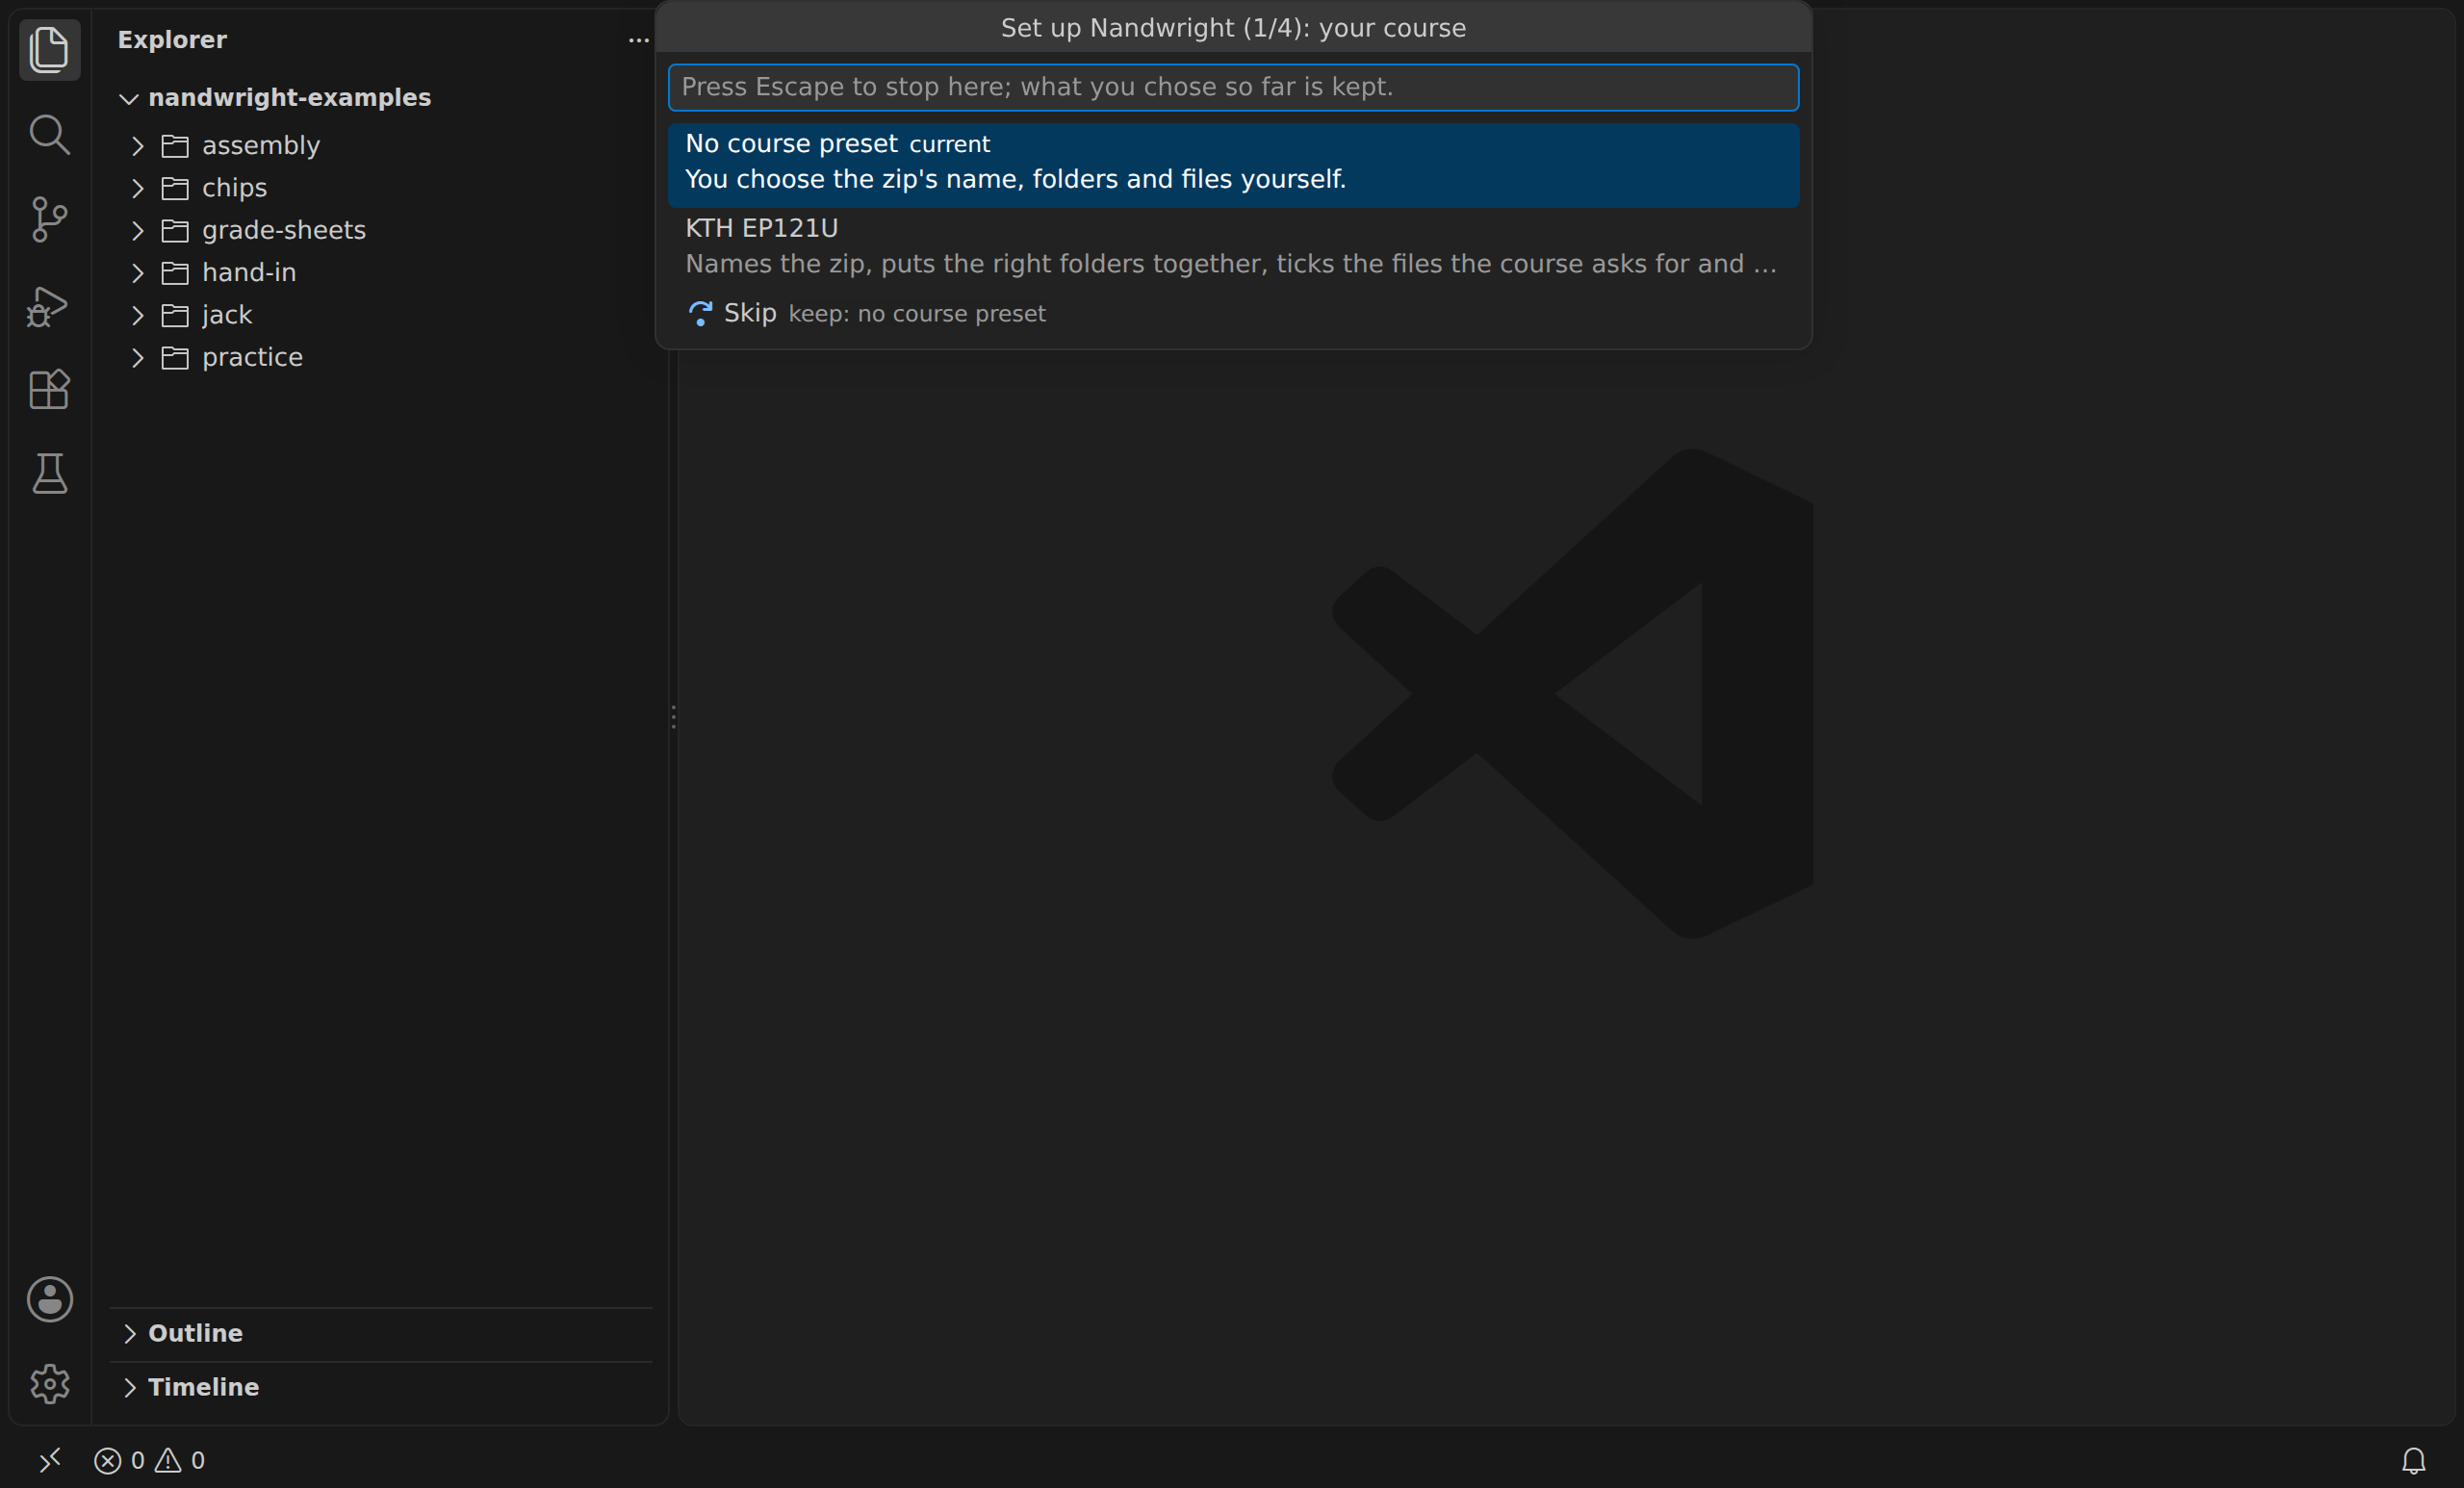 Explorer
nandwright-examples
assembly
chips
grade-sheets
hand-in
jack
practice
Set up Nandwright (1/4): your course
Press Escape to stop here; what you chose so far is kept.
No course preset current
You choose the zip's name, folders and files yourself.
KTH EP121U
Names the zip, puts the right folders together, ticks the files the course asks for and ...
Skip keep: no course preset
Outline
Timeline
0 0